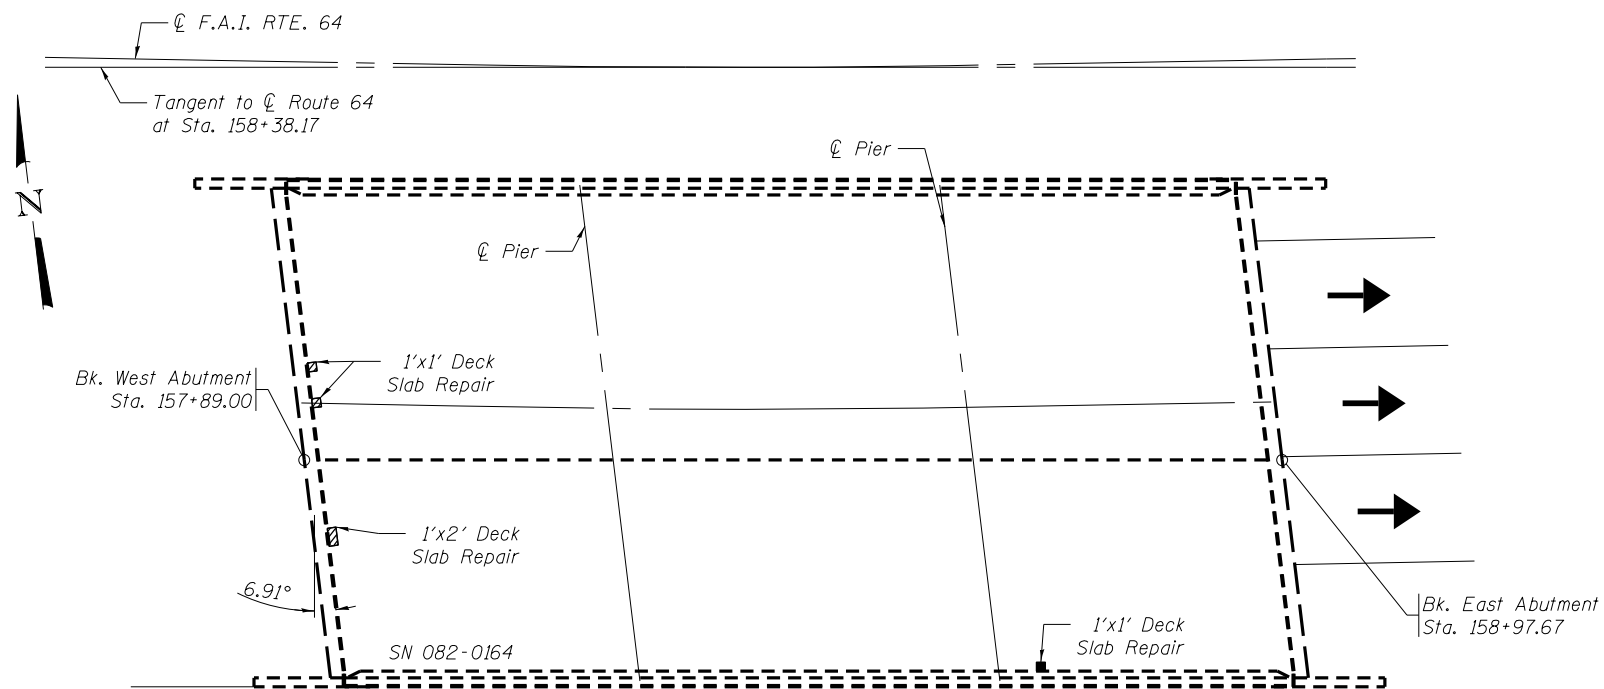 ℄ F.A.I. RTE. 64
Tangent to ℄ Route 64
at Sta. 158+38.17
N
℄ Pier
℄ Pier
1'x1' Deck
Slab Repair
Bk. West Abutment
Sta. 157+89.00
1'x2' Deck
Slab Repair
6.91°
Bk. East Abutment
Sta. 158+97.67
1'x1' Deck
Slab Repair
SN 082-0164